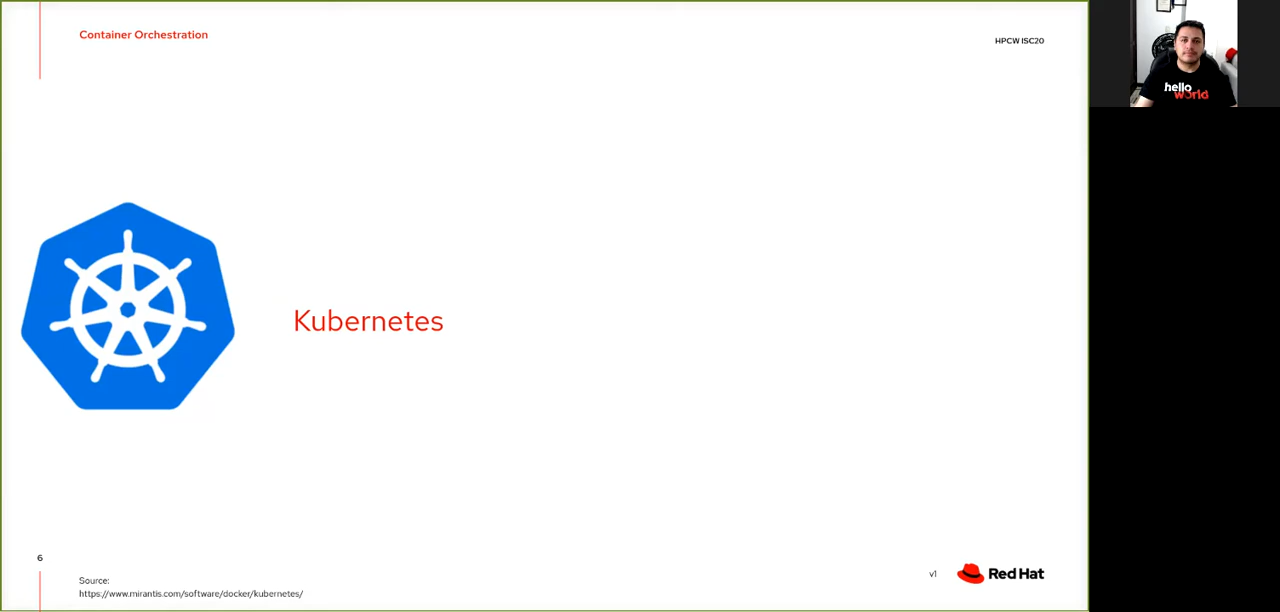 Container Orchestration
HPCW ISC20
hello
world
Kubernetes
6
Source:
https://www.mirantis.com/software/docker/kubernetes/
v1
Red Hat